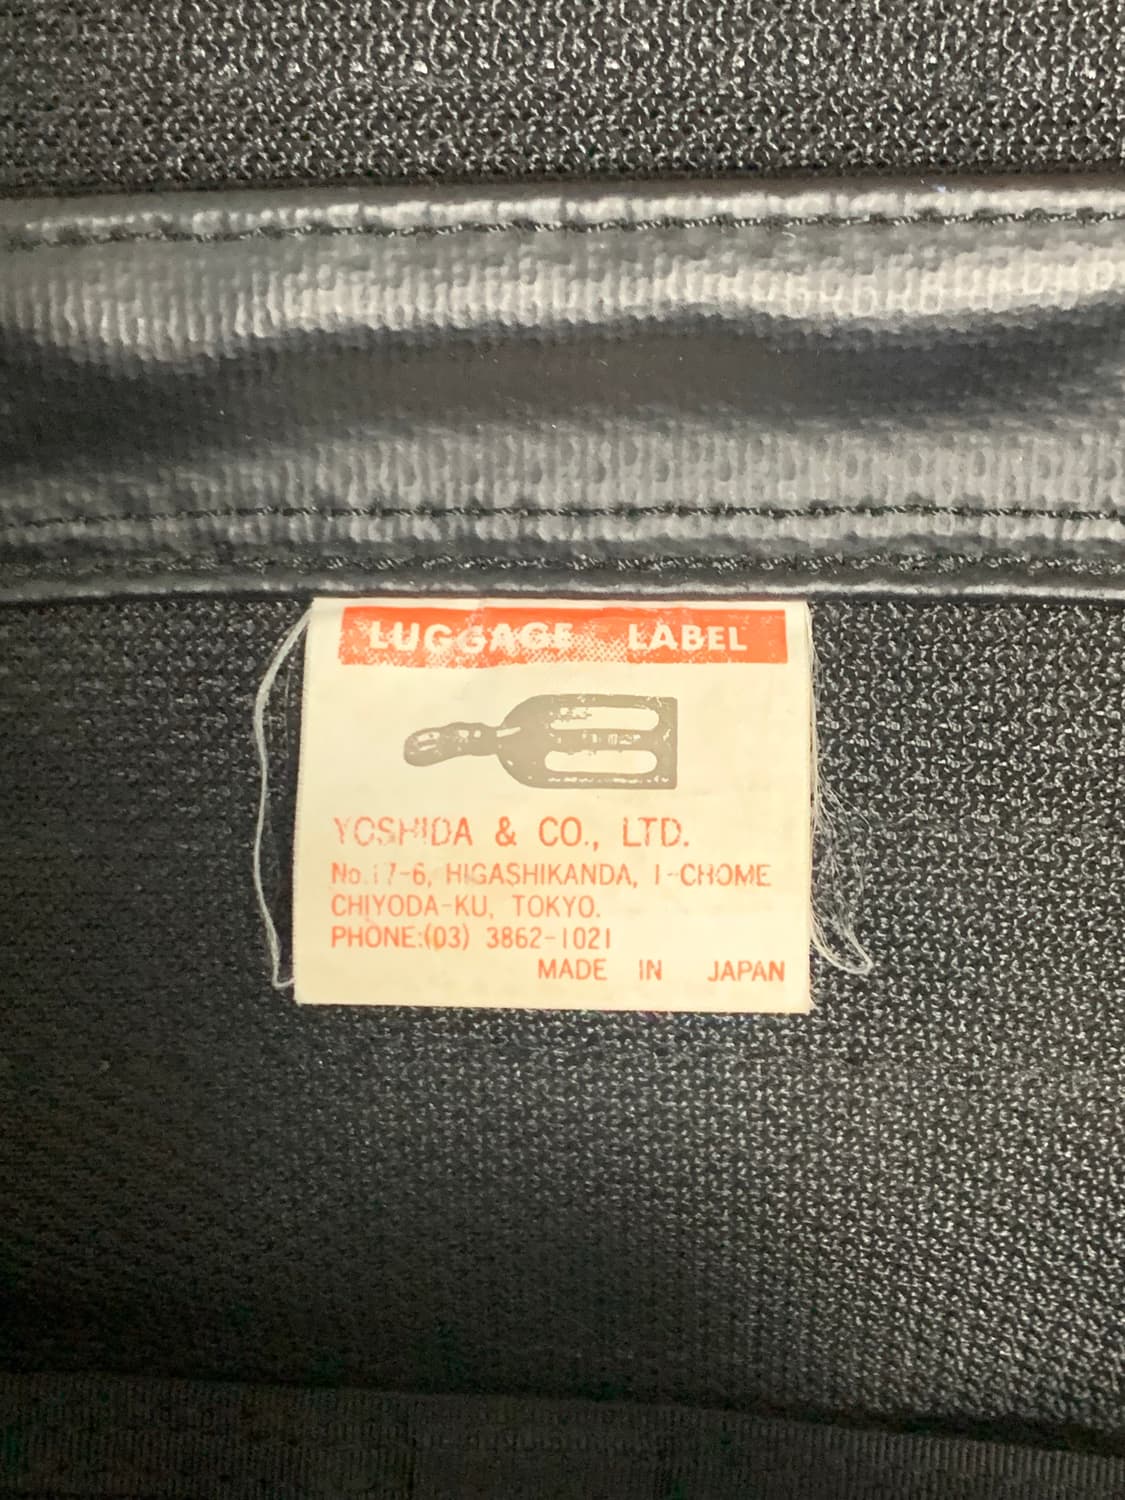 LUGGAGE LABEL
YOSHIDA & CO., LTD.
No.17-6, HIGASHIKANDA, 1-CHOME
CHIYODA-KU, TOKYO.
PHONE:(03) 3862-1021
MADE IN JAPAN